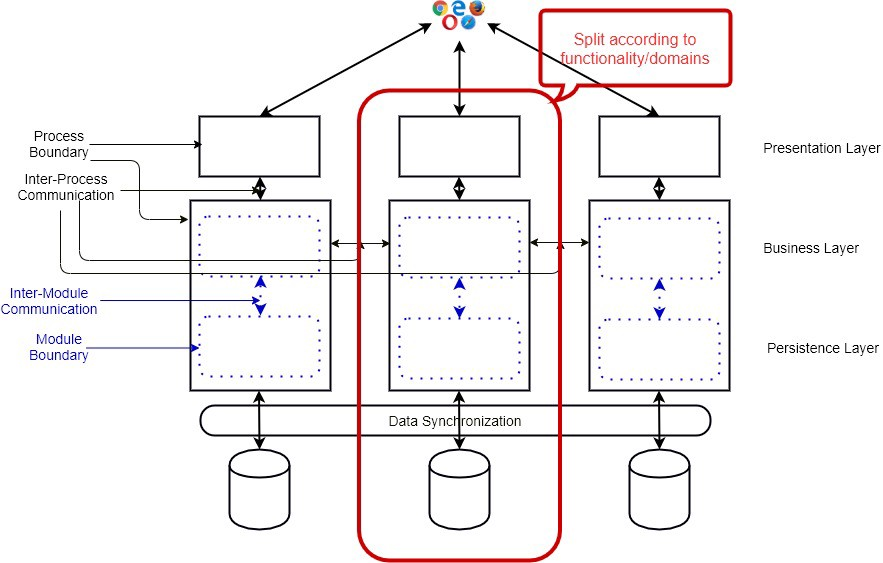 Split according to
functionality/domains
Process
Boundary
Presentation Layer
Inter-Process
Communication
Business Layer
Inter-Module
Communication
Module
Boundary
Persistence Layer
Data Synchronization